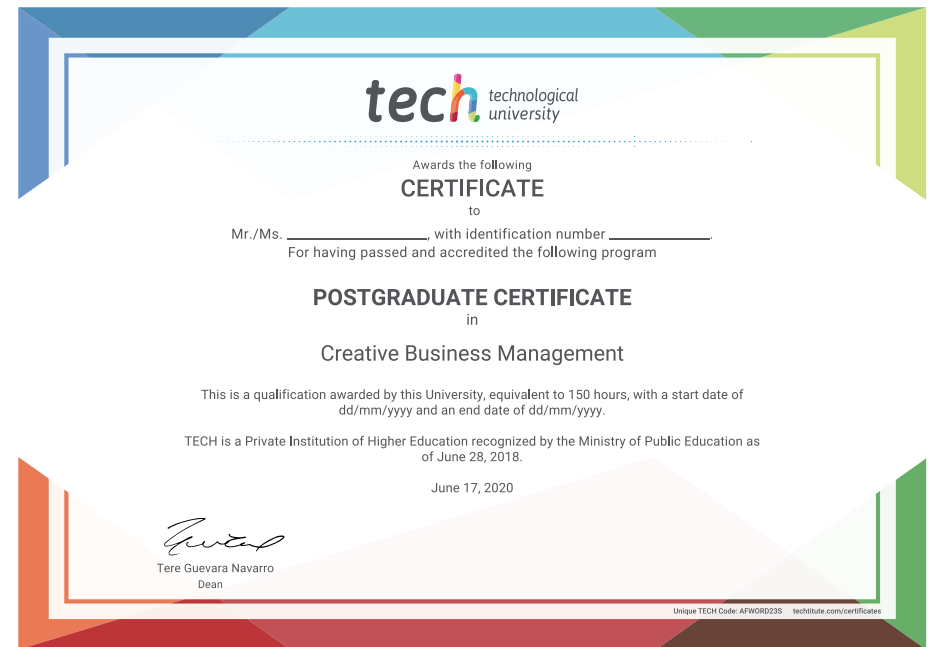 tech technological
university
Awards the following
CERTIFICATE
to
Mr./Ms. ____________________, with identification number ______________.
For having passed and accredited the following program
POSTGRADUATE CERTIFICATE
in
Creative Business Management
This is a qualification awarded by this University, equivalent to 150 hours, with a start date of
dd/mm/yyyy and an end date of dd/mm/yyyy.
TECH is a Private Institution of Higher Education recognized by the Ministry of Public Education as
of June 28, 2018.
June 17, 2020
Tere Guevara Navarro
Dean
Unique TECH Code: AFWORD23S techtitute.com/certificates